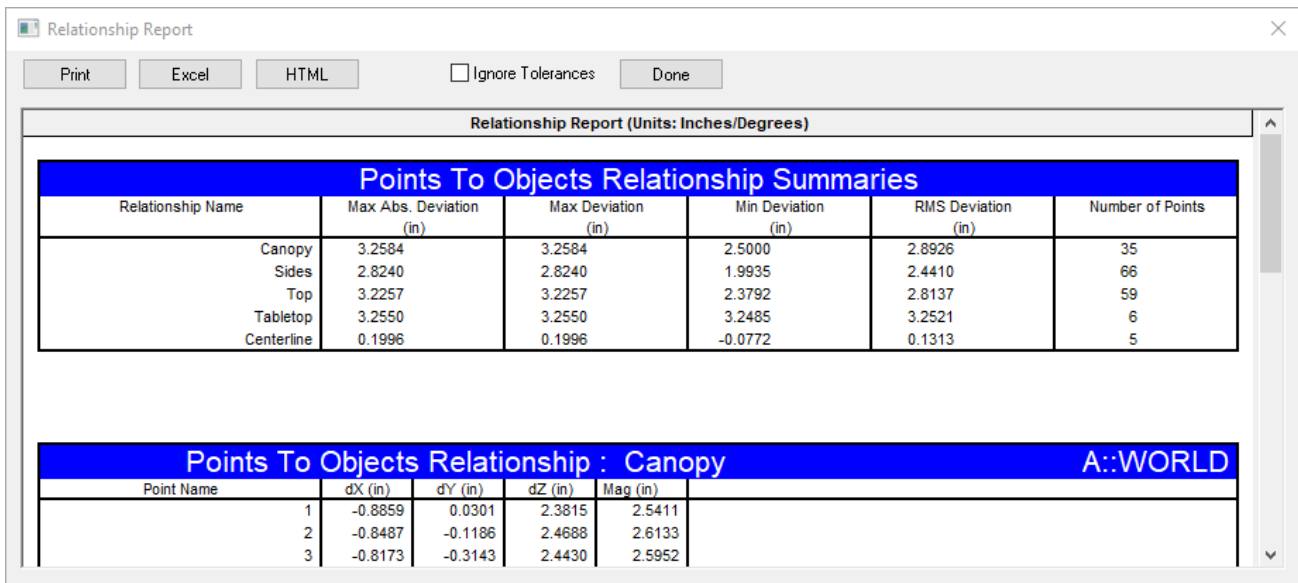 Relationship Report
Print Excel HTML Ignore Tolerances Done
Relationship Report (Units: Inches/Degrees)
Points To Objects Relationship Summaries
Relationship Name Max Abs. Deviation (in) Max Deviation (in) Min Deviation (in) RMS Deviation (in) Number of Points
Canopy 3.2584 3.2584 2.5000 2.8926 35
Sides 2.8240 2.8240 1.9935 2.4410 66
Top 3.2257 3.2257 2.3792 2.8137 59
Tabletop 3.2550 3.2550 3.2485 3.2521 6
Centerline 0.1996 0.1996 -0.0772 0.1313 5
Points To Objects Relationship : Canopy A::WORLD
Point Name dX (in) dY (in) dZ (in) Mag (in)
1 -0.8859 0.0301 2.3815 2.5411
2 -0.8487 -0.1186 2.4688 2.6133
3 -0.8173 -0.3143 2.4430 2.5952